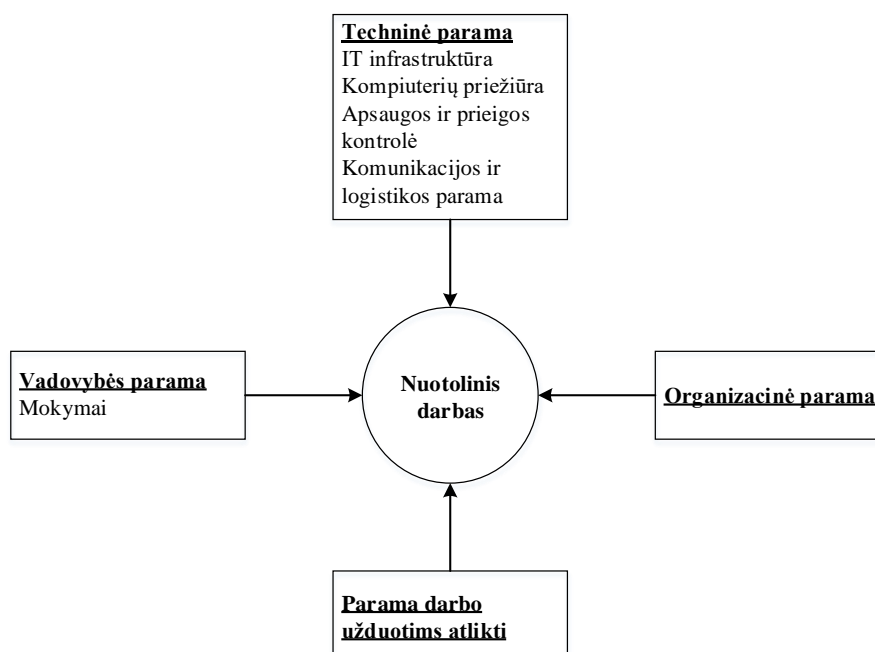 Techninė parama
IT infrastruktūra
Kompiuterių priežiūra
Apsaugos ir prieigos
kontrolė
Komunikacijos ir
logistikos parama
Vadovybės parama
Mokymai
Nuotolinis
darbas
Organizacinė parama
Parama darbo
užduotims atlikti